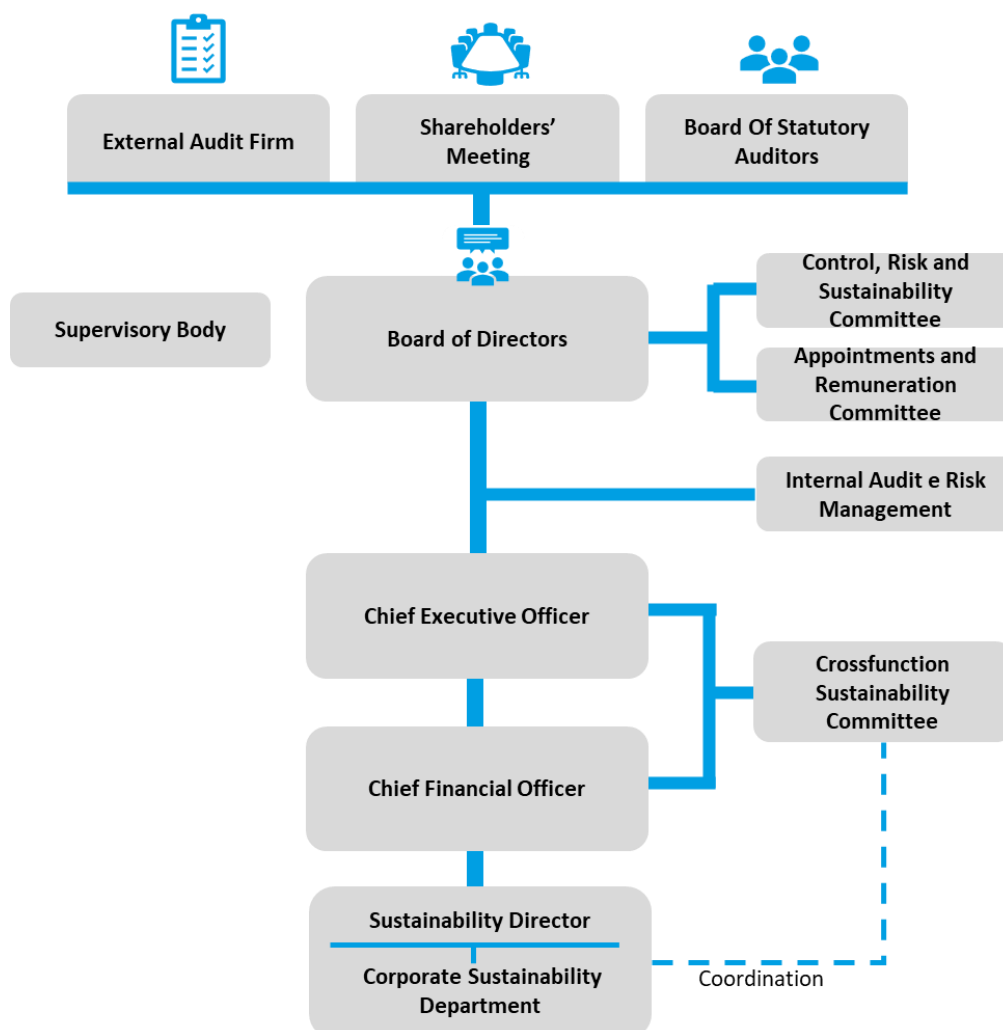 External Audit Firm
Shareholders’
Meeting
Board Of Statutory
Auditors
Supervisory Body
Board of Directors
Control, Risk and
Sustainability
Committee
Appointments and
Remuneration
Committee
Internal Audit e Risk
Management
Chief Executive Officer
Crossfunction
Sustainability
Committee
Chief Financial Officer
Sustainability Director
Corporate Sustainability
Department
Coordination